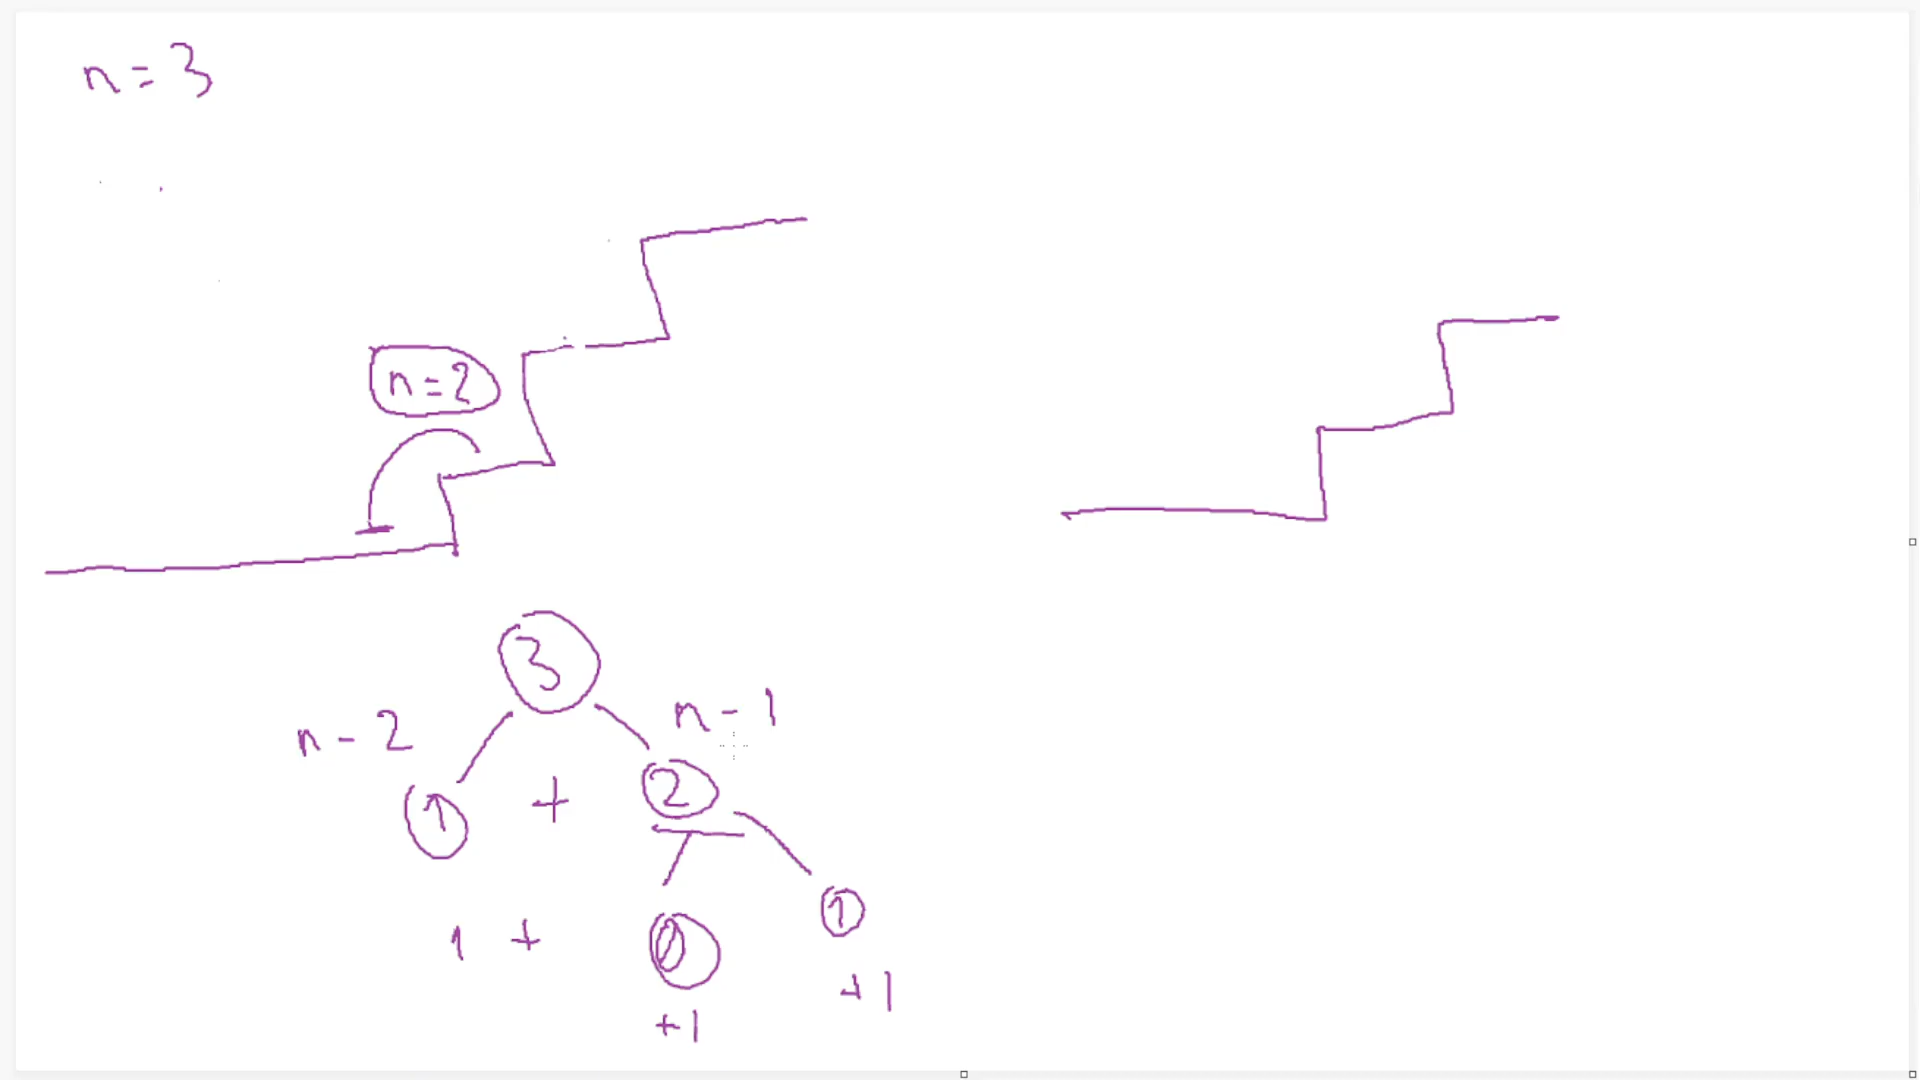 n = 3
n = 2
3
n - 2
n - 1
1 + 2
1 + 0 1
+1
+1